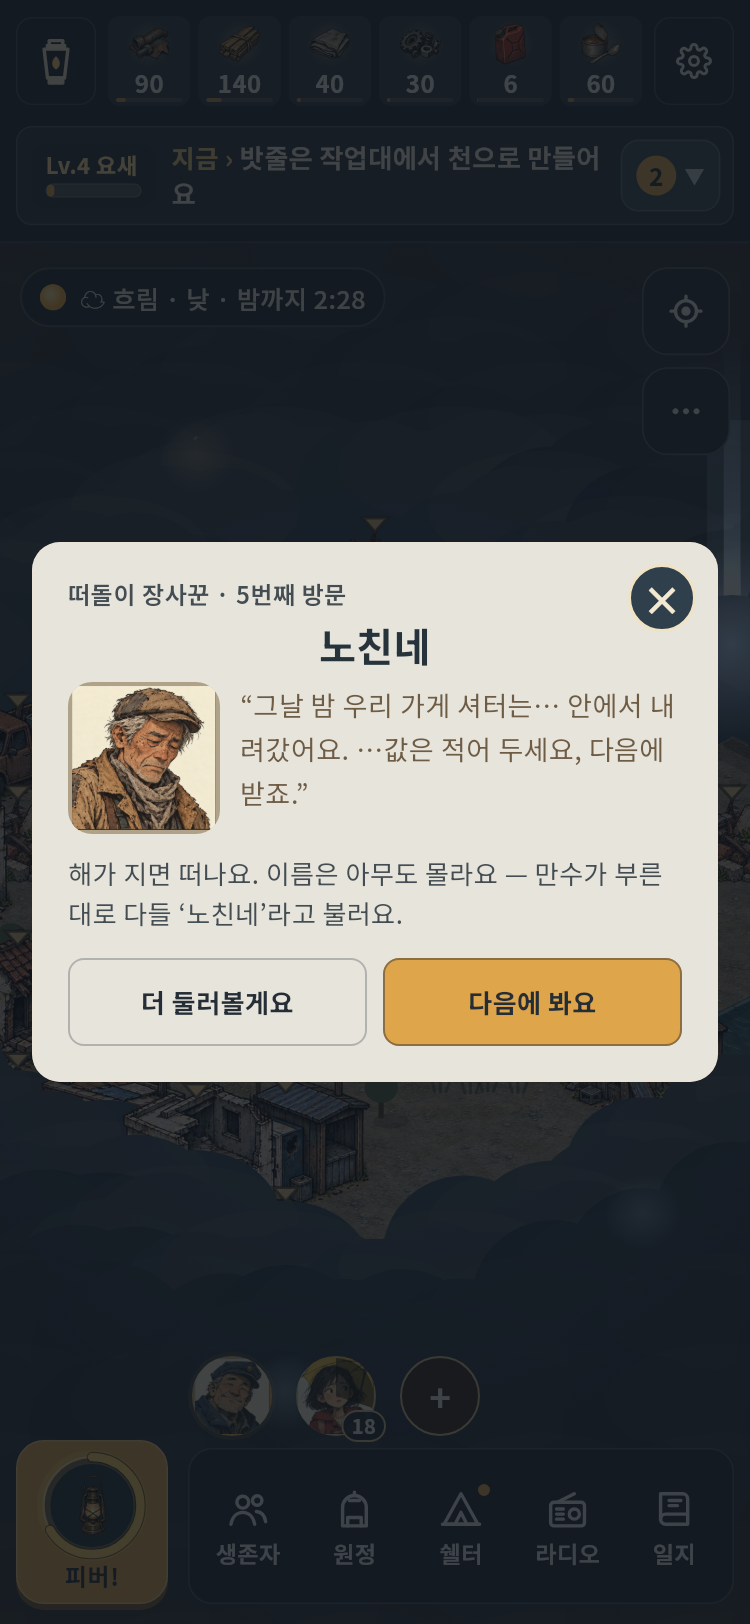 90
140
40
30
6
60
Lv.4 요새
지금 › 밧줄은 작업대에서 천으로 만들어
요
2
흐림 · 낮 · 밤까지 2:28
떠돌이 장사꾼 · 5번째 방문
노친네
“그날 밤 우리 가게 셔터는… 안에서 내
려갔어요. …값은 적어 두세요, 다음에
받죠.”
해가 지면 떠나요. 이름은 아무도 몰라요 — 만수가 부른
대로 다들 ‘노친네’라고 불러요.
더 둘러볼게요
다음에 봐요
18
+
피버!
생존자
원정
쉘터
라디오
일지